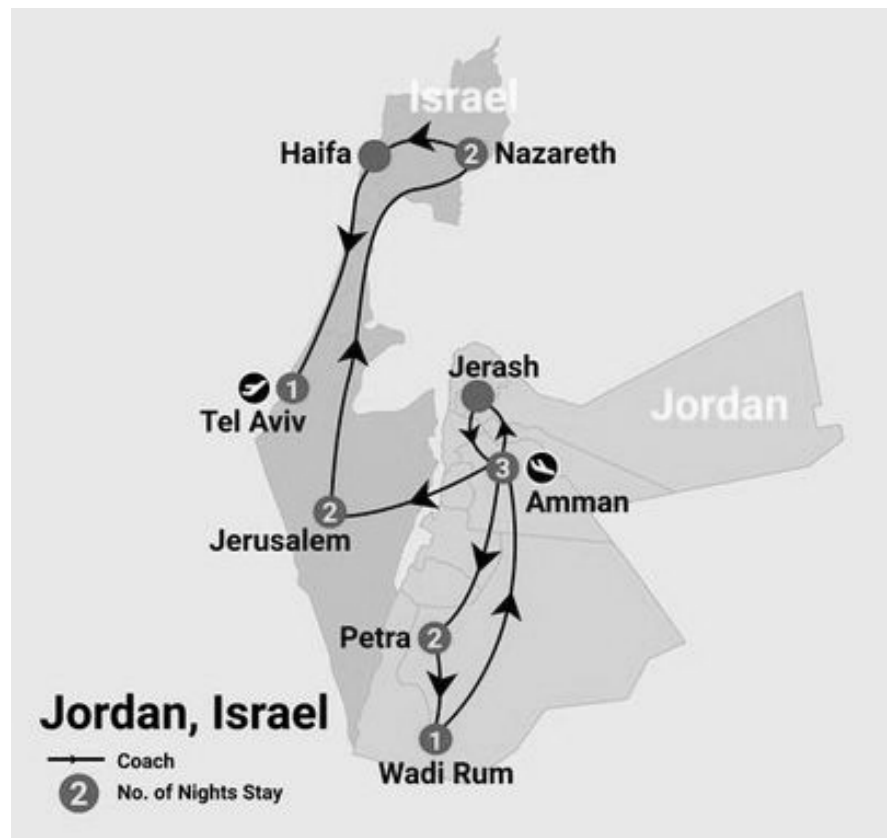 Israel
Haifa
2
Nazareth
Jerash
Jordan
1
Tel Aviv
3
Amman
2
Jerusalem
Petra
2
Jordan, Israel
Coach
2
No. of Nights Stay
1
Wadi Rum